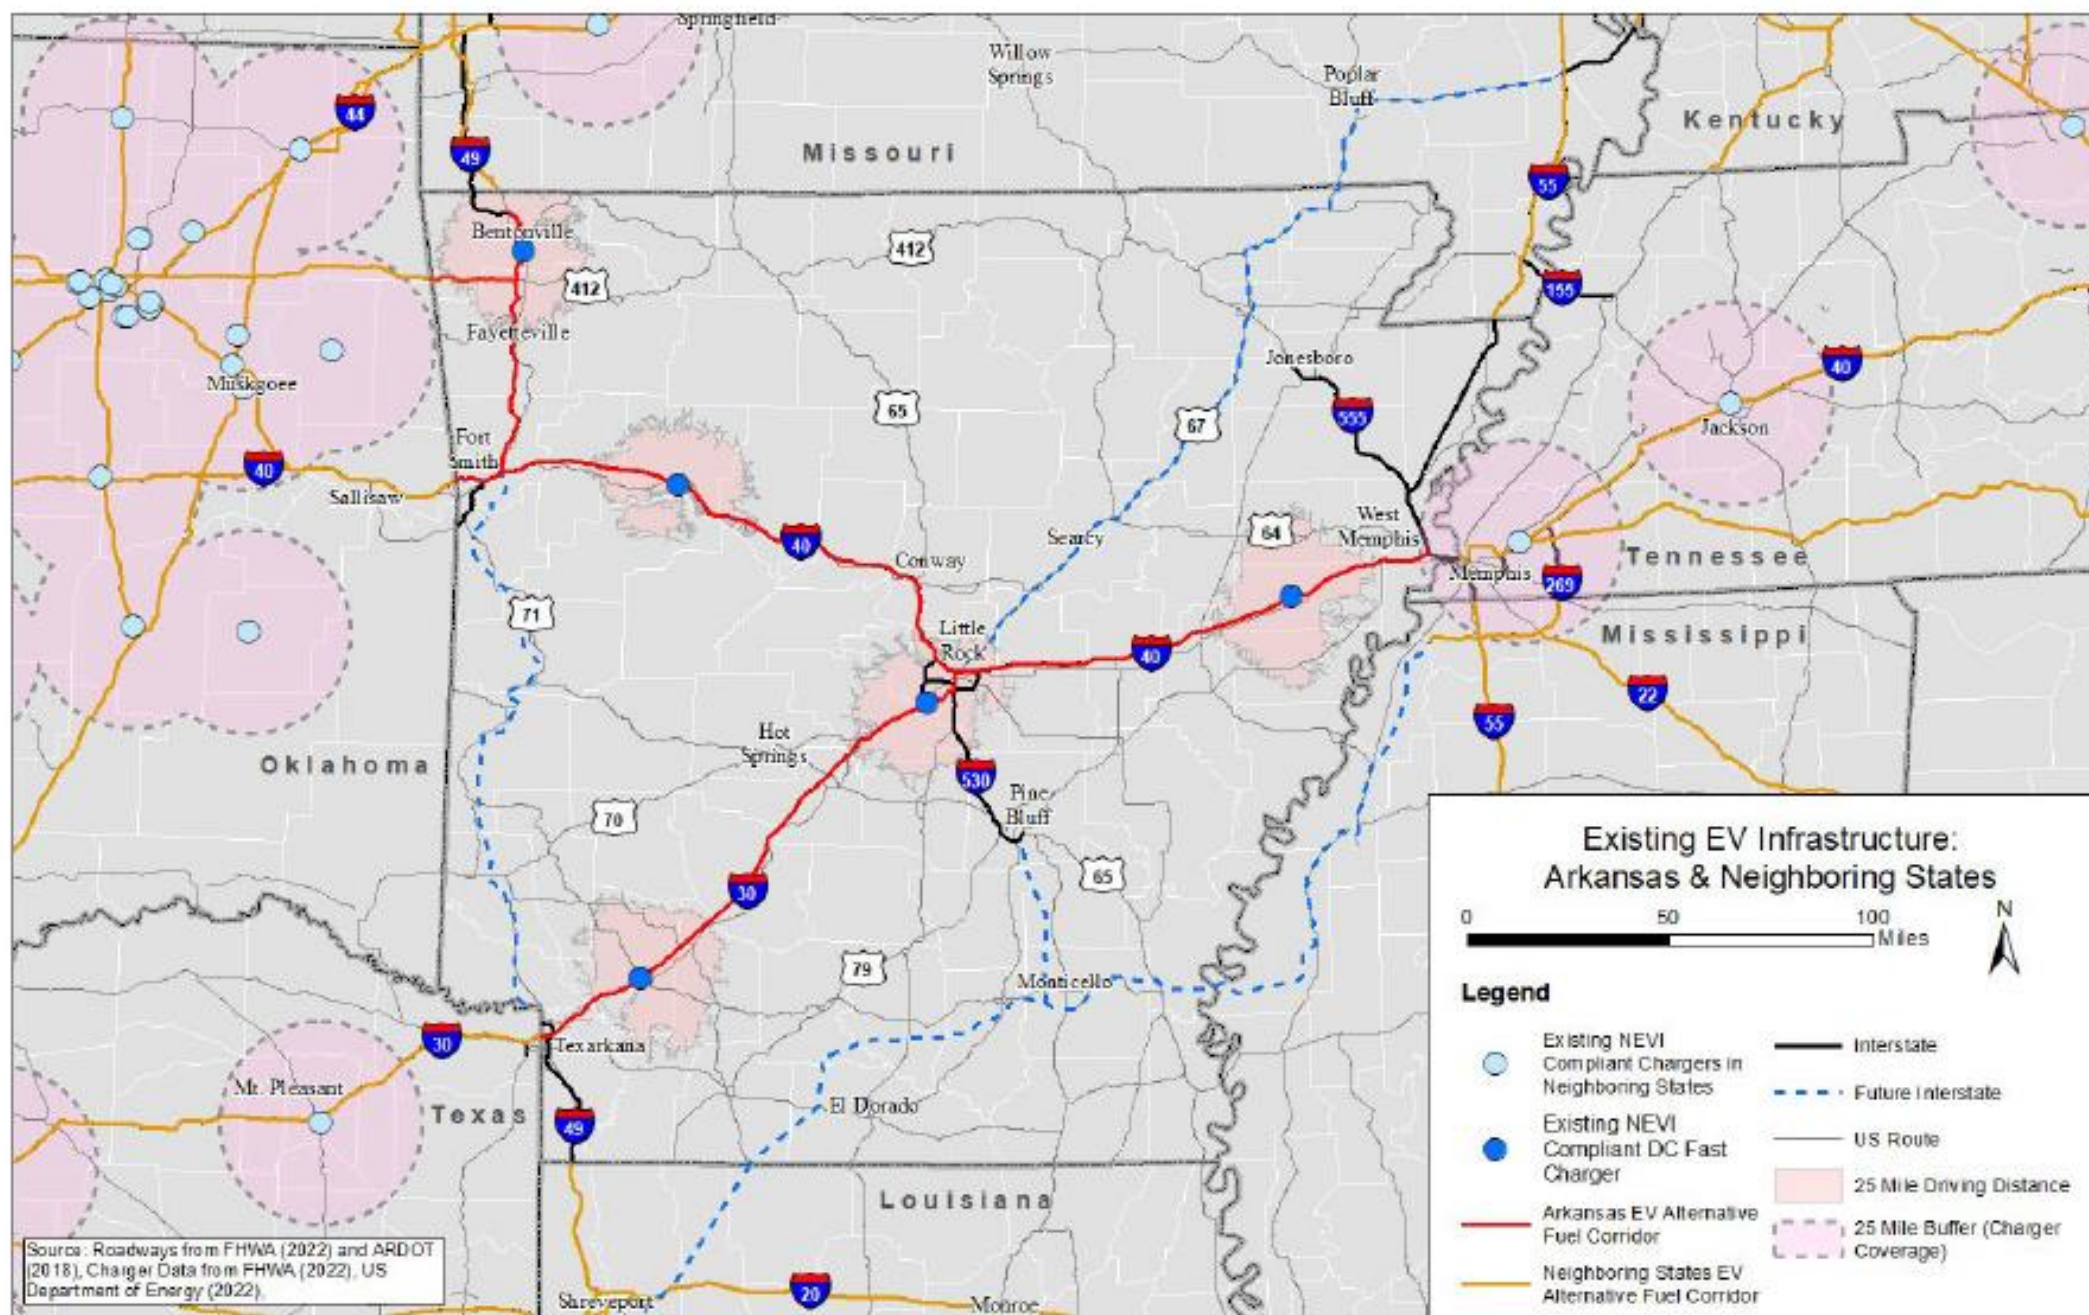 Springfield
Willow
Springs
Poplar
Bluff
44
49
Missouri
Kentucky
55
Bentonville
412
412
155
Fayetteville
Jonesboro
40
Muskgoee
65
67
555
Jackson
Fort
Smith
40
Sallisaw
West
Memphis
64
Searcy
40
Conway
Tennessee
Memphis
269
71
Little
Rock
40
Mississippi
22
55
Hot
Springs
Oklahoma
530
Pine
Bluff
70
65
30
79
Monticello
30
Texarkana
Mt. Pleasant
Texas
49
El Dorado
Louisiana
20
Shreveport
Monroe
Existing EV Infrastructure:
Arkansas & Neighboring States
0 50 100
Miles
N
Legend
Existing NEVI
Compliant Chargers in
Neighboring States
Existing NEVI
Compliant DC Fast
Charger
Arkansas EV Alternative
Fuel Corridor
Neighboring States EV
Alternative Fuel Corridor
Interstate
Future Interstate
US Route
25 Mile Driving Distance
25 Mile Buffer (Charger
Coverage)
Source: Roadways from FHWA (2022) and ARDOT
(2018), Charger Data from FHWA (2022), US
Department of Energy (2022).